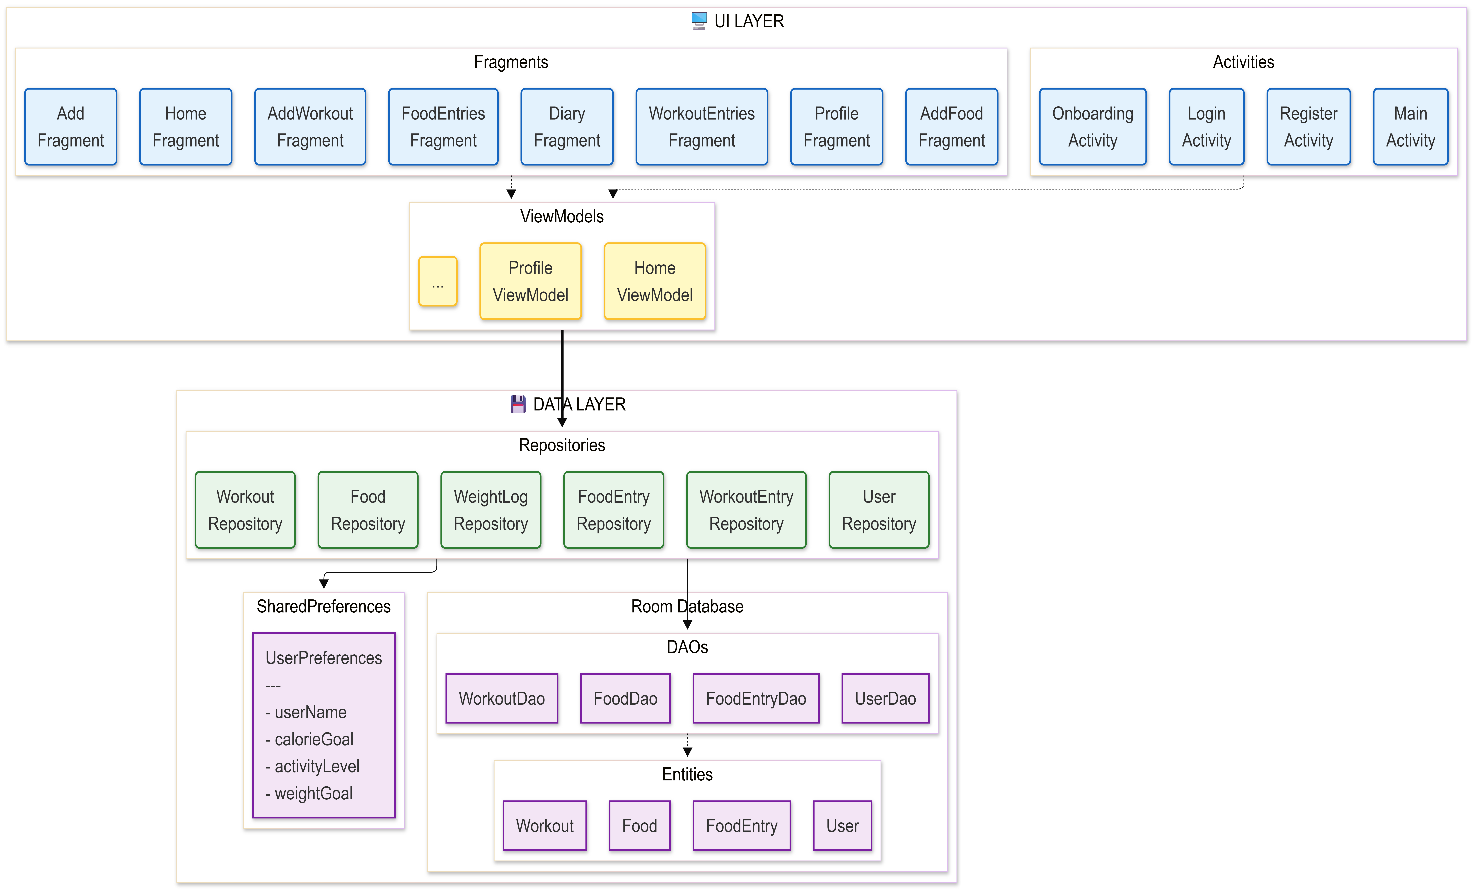 UI LAYER
Fragments
Activities
Add
Fragment
Home
Fragment
AddWorkout
Fragment
FoodEntries
Fragment
Diary
Fragment
WorkoutEntries
Fragment
Profile
Fragment
AddFood
Fragment
Onboarding
Activity
Login
Activity
Register
Activity
Main
Activity
ViewModels
...
Profile
ViewModel
Home
ViewModel
DATA LAYER
Repositories
Workout
Repository
Food
Repository
WeightLog
Repository
FoodEntry
Repository
WorkoutEntry
Repository
User
Repository
SharedPreferences
UserPreferences
---
- userName
- calorieGoal
- activityLevel
- weightGoal
Room Database
DAOs
WorkoutDao
FoodDao
FoodEntryDao
UserDao
Entities
Workout
Food
FoodEntry
User